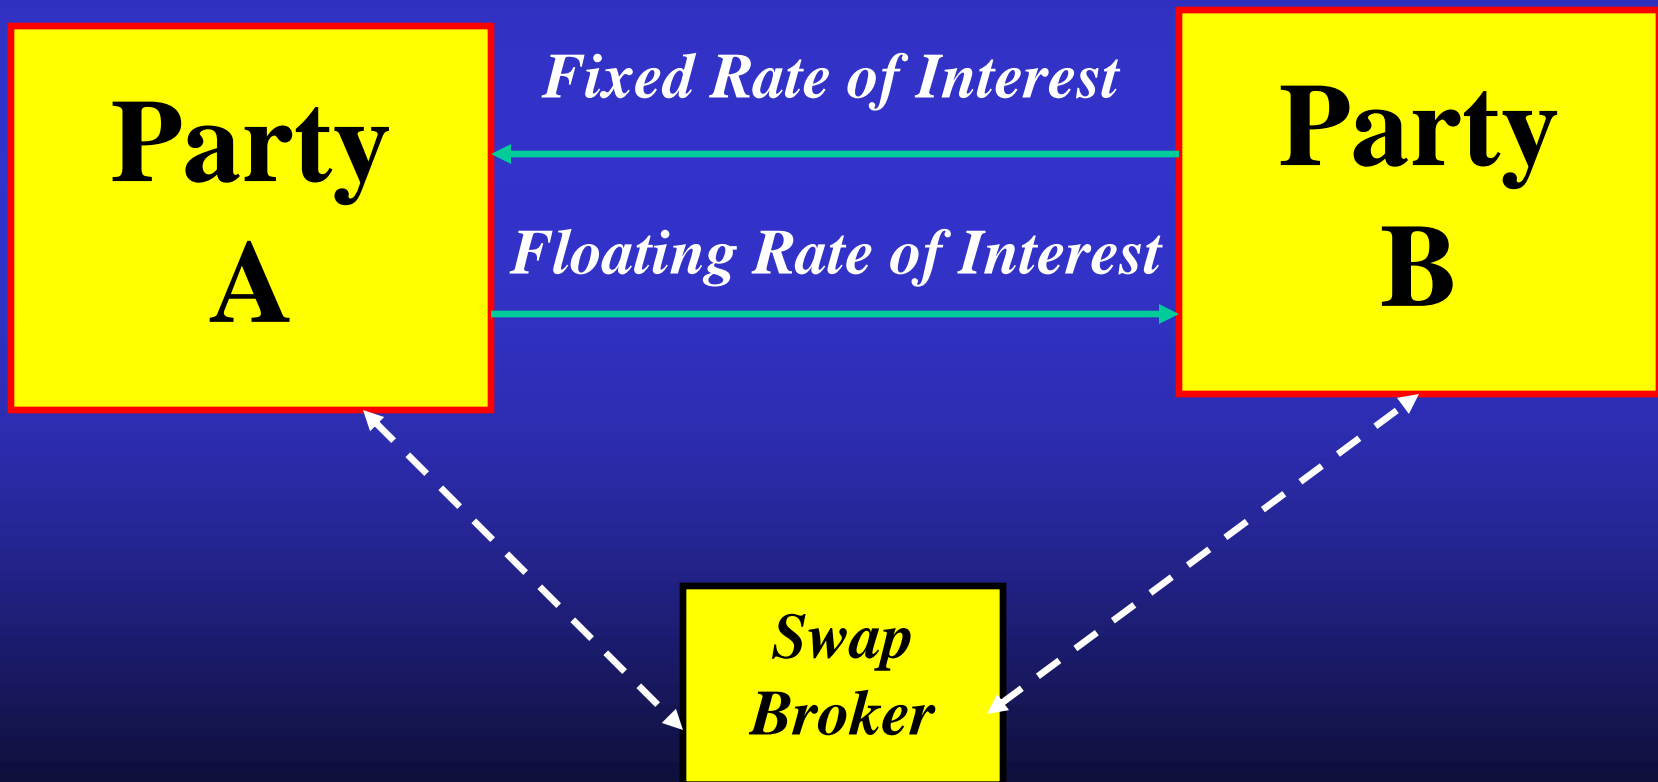 Party
A
Fixed Rate of Interest
Floating Rate of Interest
Party
B
Swap
Broker